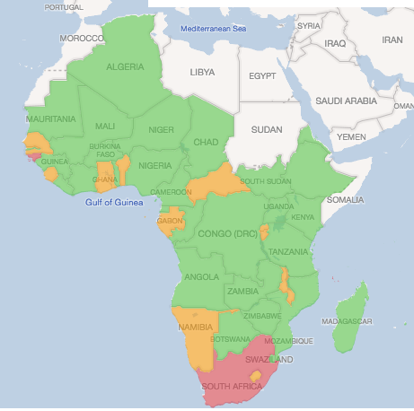 PORTUGAL
Mediterranean Sea
SYRIA
MOROCCO
IRAQ
IRAN
ALGERIA
LIBYA
EGYPT
SAUDI ARABIA
OMAN
MAURITANIA
MALI
NIGER
CHAD
SUDAN
YEMEN
BURKINA
FASO
GUINEA
GHANA
NIGERIA
SOUTH SUDAN
CAMEROON
SOMALIA
Gulf of Guinea
UGANDA
KENYA
GABON
CONGO (DRC)
TANZANIA
ANGOLA
ZAMBIA
ZIMBABWE
MADAGASCAR
NAMIBIA
BOTSWANA
MOZAMBIQUE
SWAZILAND
SOUTH AFRICA